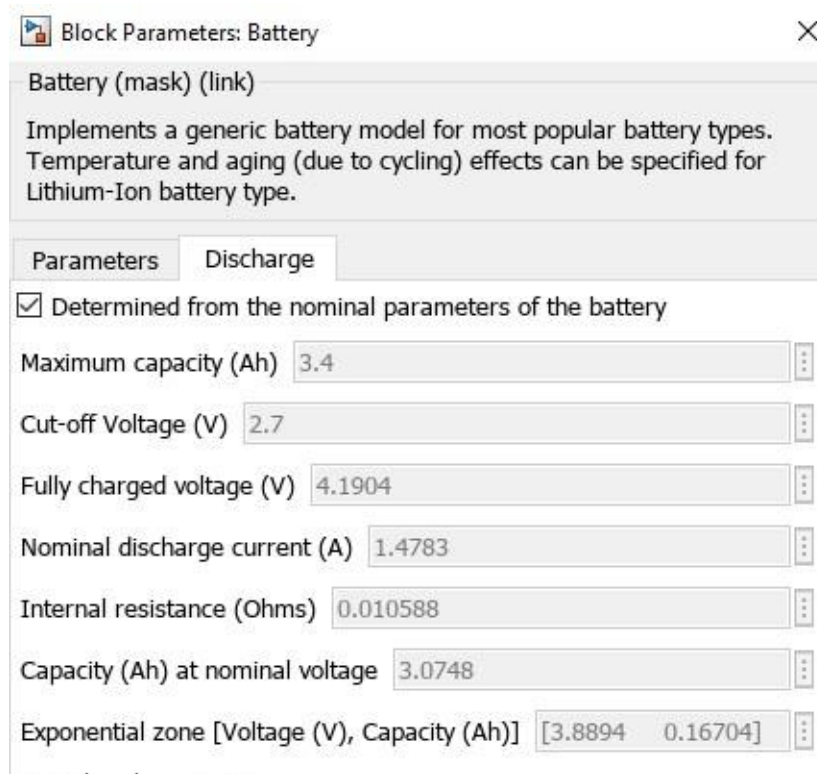 Block Parameters: Battery
Battery (mask) (link)
Implements a generic battery model for most popular battery types.
Temperature and aging (due to cycling) effects can be specified for
Lithium-Ion battery type.
Parameters Discharge
Determined from the nominal parameters of the battery
Maximum capacity (Ah) 3.4
Cut-off Voltage (V) 2.7
Fully charged voltage (V) 4.1904
Nominal discharge current (A) 1.4783
Internal resistance (Ohms) 0.010588
Capacity (Ah) at nominal voltage 3.0748
Exponential zone [Voltage (V), Capacity (Ah)] [3.8894 0.16704]